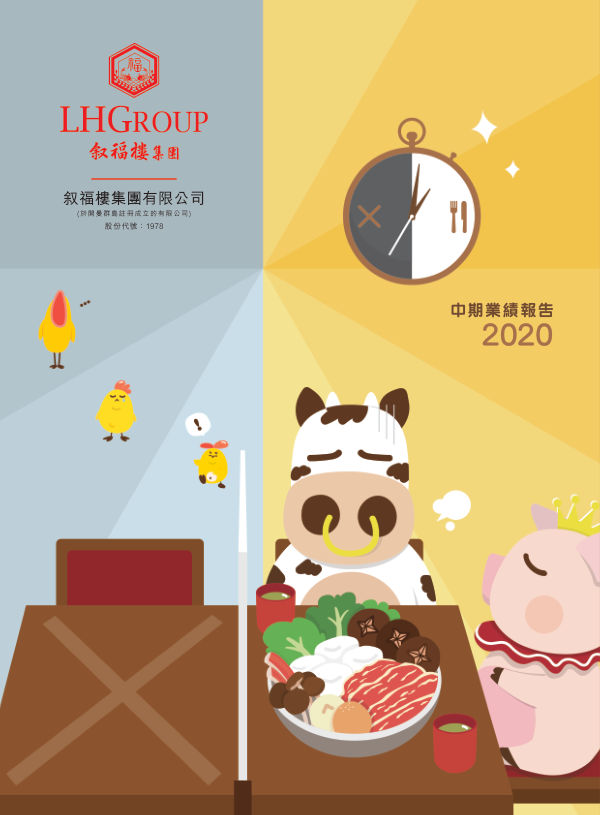 福
LHGROUP
叙福樓集團
叙福樓集團有限公司
(於開曼群島註冊成立的有限公司)
股份代號：1978
中期業績報告
2020
!